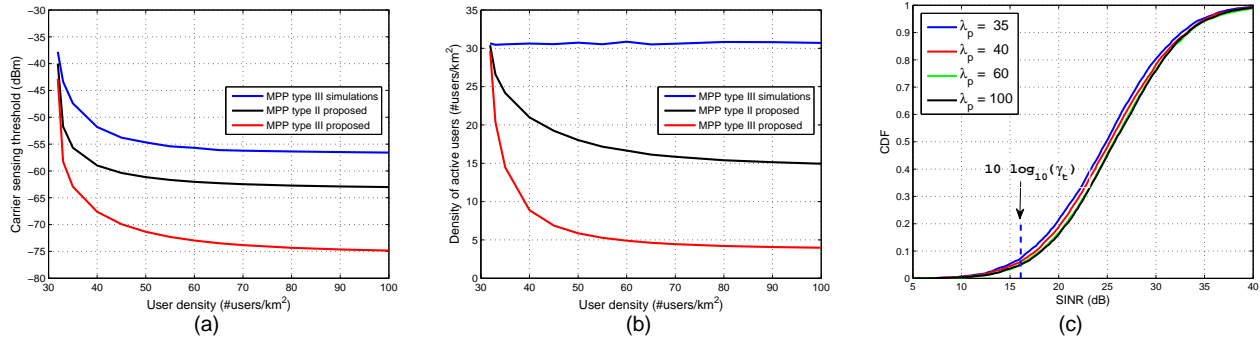 −30
−35
−40
−45
−50
−55
−60
−65
−70
−75
−80
30 40 50 60 70 80 90 100
Carrier sensing threshold (dBm)
User density (#users/km²)
MPP type III simulations
MPP type II proposed
MPP type III proposed
(a)
35
30
25
20
15
10
5
0
30 40 50 60 70 80 90 100
Density of active users (#users/km²)
User density (#users/km²)
MPP type III simulations
MPP type II proposed
MPP type III proposed
(b)
1
0.9
0.8
0.7
0.6
0.5
0.4
0.3
0.2
0.1
0
5 10 15 20 25 30 35 40
CDF
SINR (dB)
λp = 35
λp = 40
λp = 60
λp = 100
10 log10(γt)
(c)